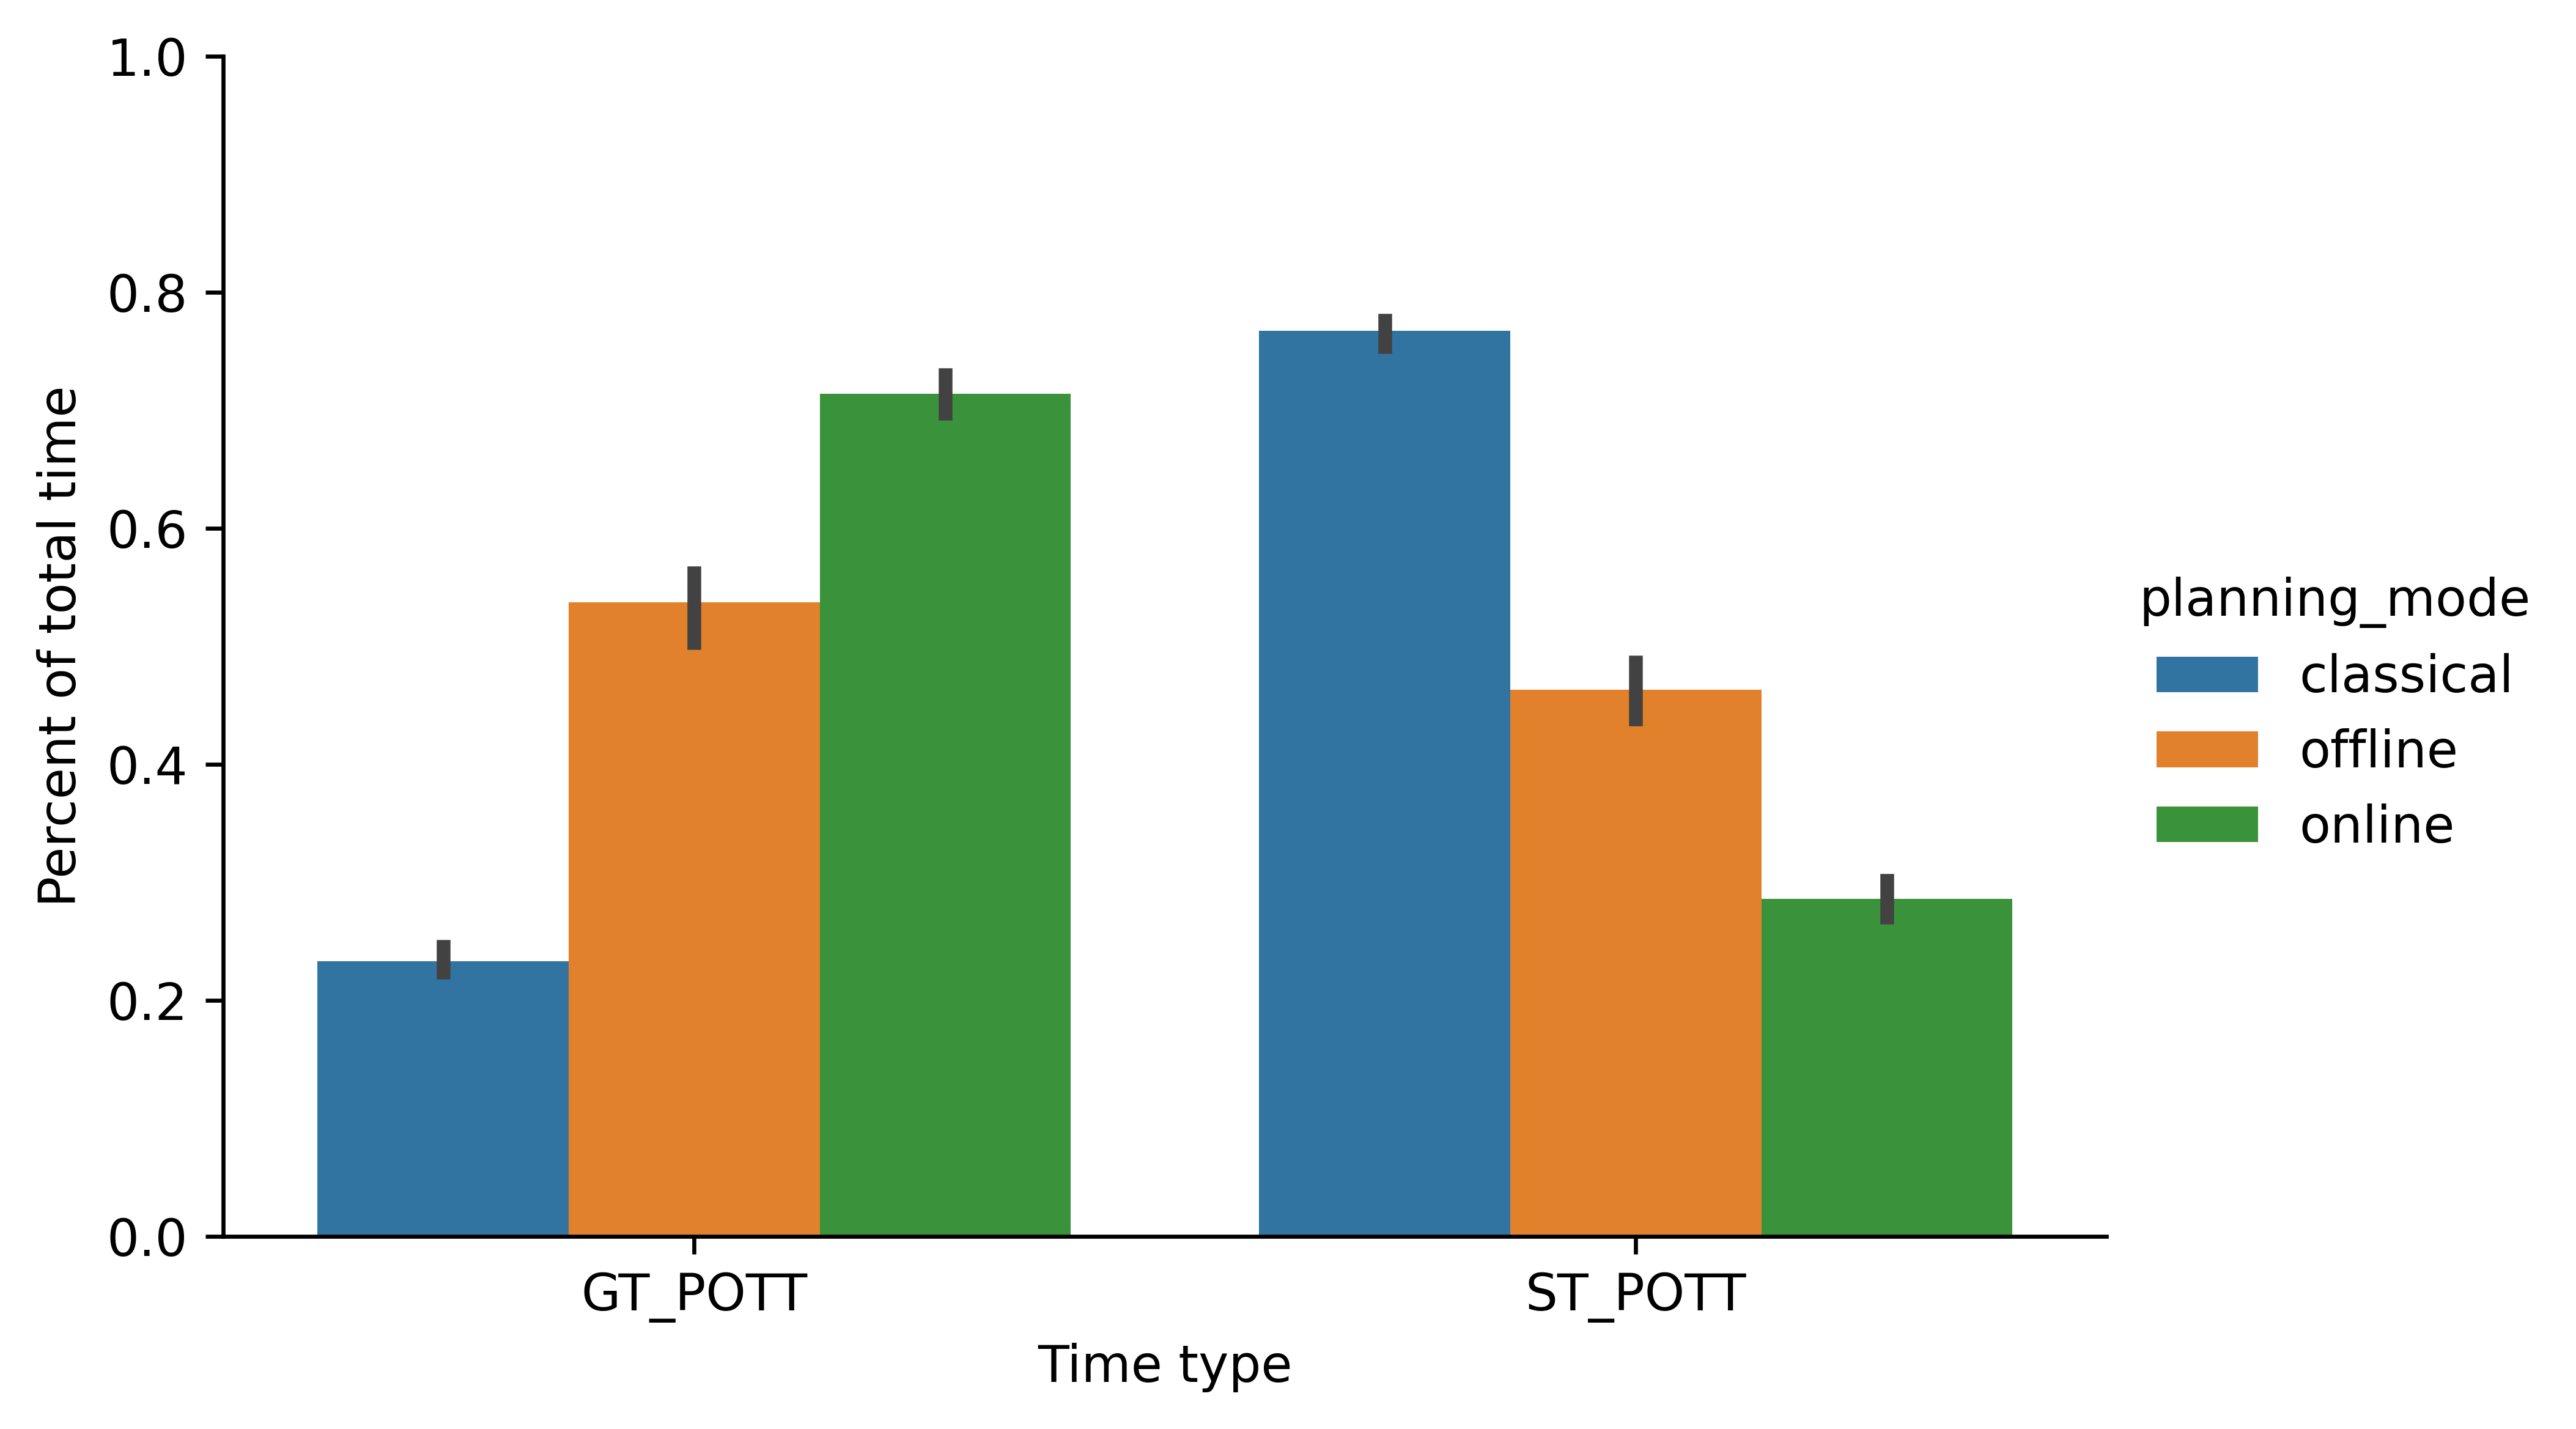 1.0
0.8
0.6
0.4
0.2
0.0
Percent of total time
GT_POTT
ST_POTT
Time type
planning_mode
classical
offline
online